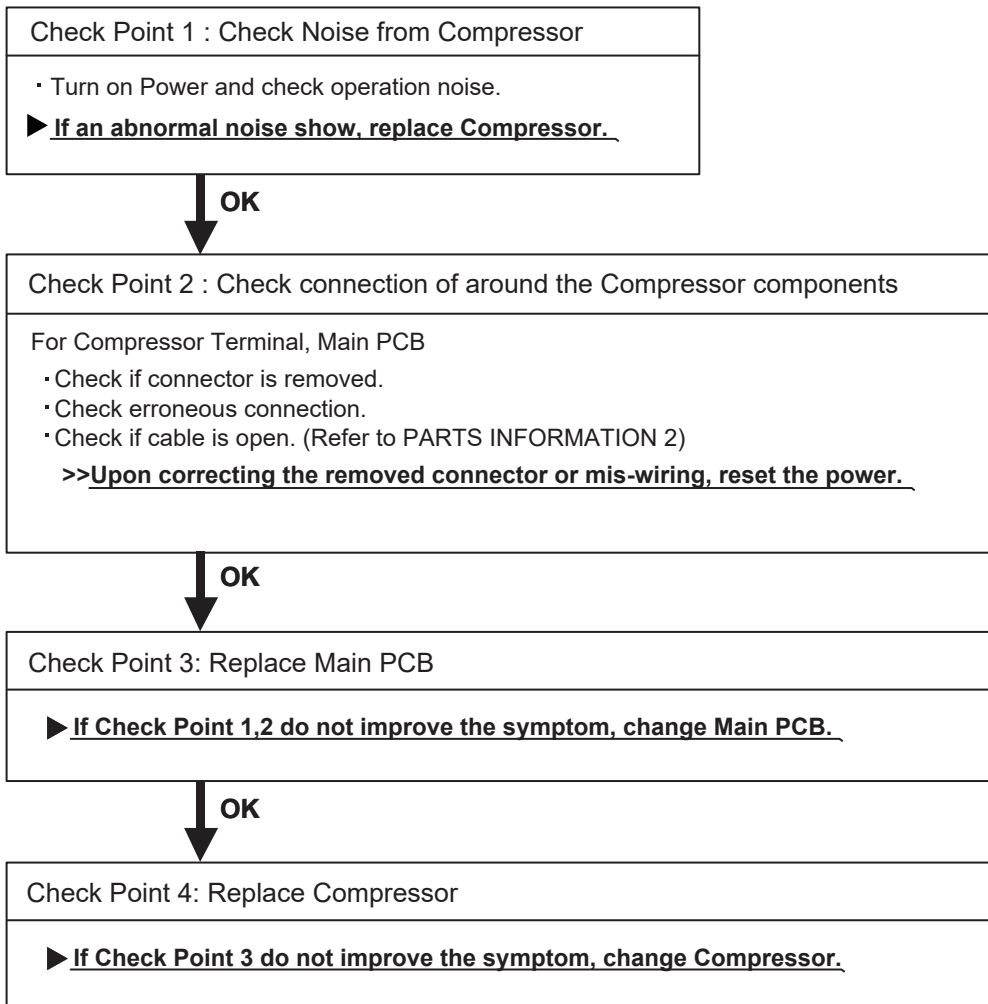 Check Point 1 : Check Noise from Compressor
· Turn on Power and check operation noise.
▶ If an abnormal noise show, replace Compressor.
OK
Check Point 2 : Check connection of around the Compressor components
For Compressor Terminal, Main PCB
· Check if connector is removed.
· Check erroneous connection.
· Check if cable is open. (Refer to PARTS INFORMATION 2)
>>Upon correcting the removed connector or mis-wiring, reset the power.
OK
Check Point 3: Replace Main PCB
▶ If Check Point 1,2 do not improve the symptom, change Main PCB.
OK
Check Point 4: Replace Compressor
▶ If Check Point 3 do not improve the symptom, change Compressor.